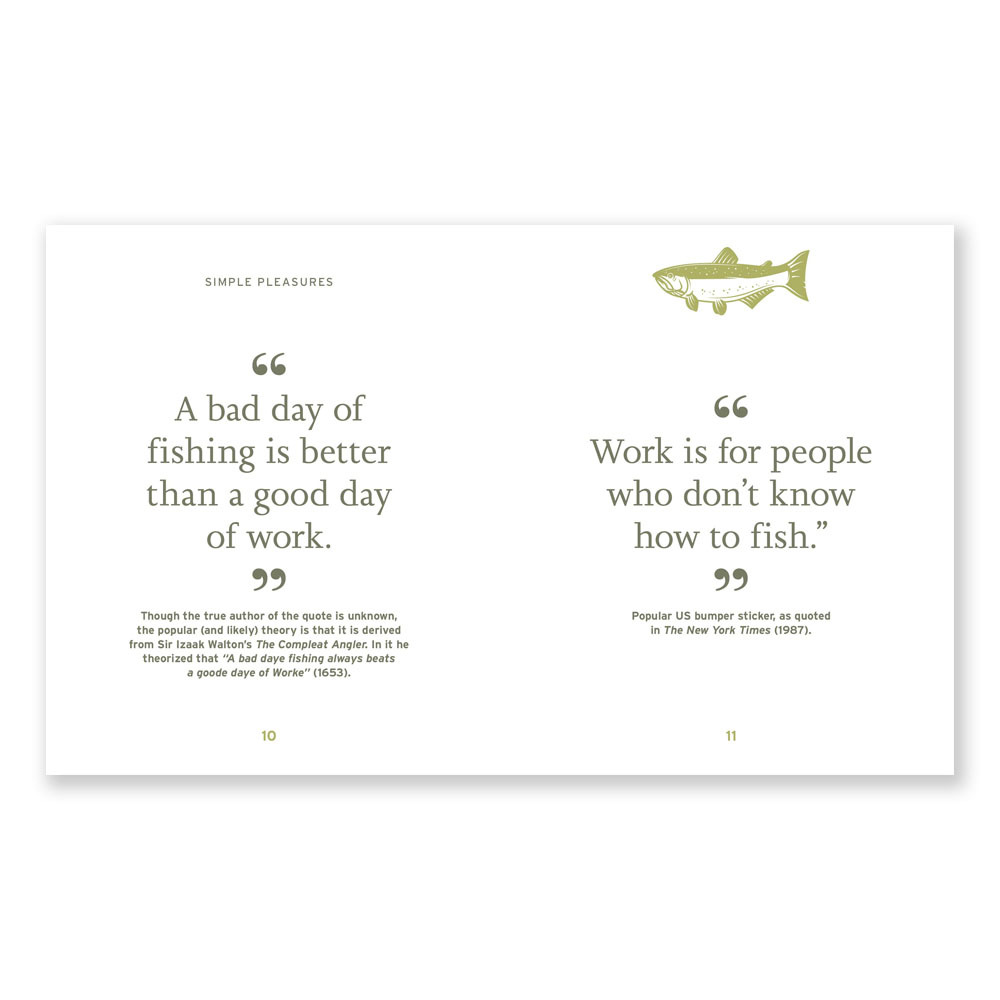 SIMPLE PLEASURES
“
A bad day of
fishing is better
than a good day
of work.
”
Though the true author of the quote is unknown,
the popular (and likely) theory is that it is derived
from Sir Izaak Walton’s The Compleat Angler. In it he
theorized that “A bad daye fishing always beats
a goode daye of Worke” (1653).
10
“
Work is for people
who don’t know
how to fish.”
”
Popular US bumper sticker, as quoted
in The New York Times (1987).
11